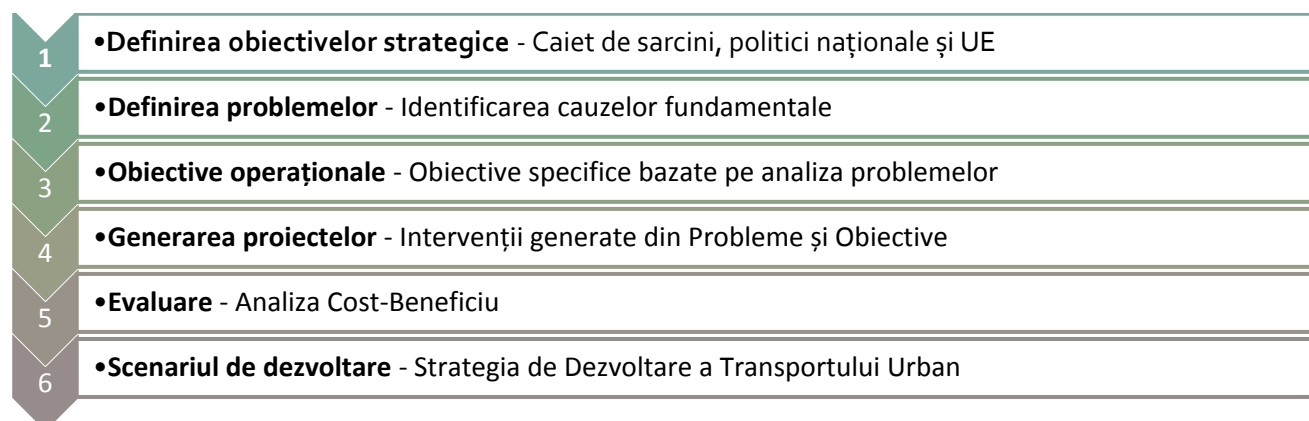 1 •Definirea obiectivelor strategice - Caiet de sarcini, politici naționale și UE
2 •Definirea problemelor - Identificarea cauzelor fundamentale
3 •Obiective operaționale - Obiective specifice bazate pe analiza problemelor
4 •Generarea proiectelor - Intervenții generate din Probleme și Obiective
5 •Evaluare - Analiza Cost-Beneficiu
6 •Scenariul de dezvoltare - Strategia de Dezvoltare a Transportului Urban